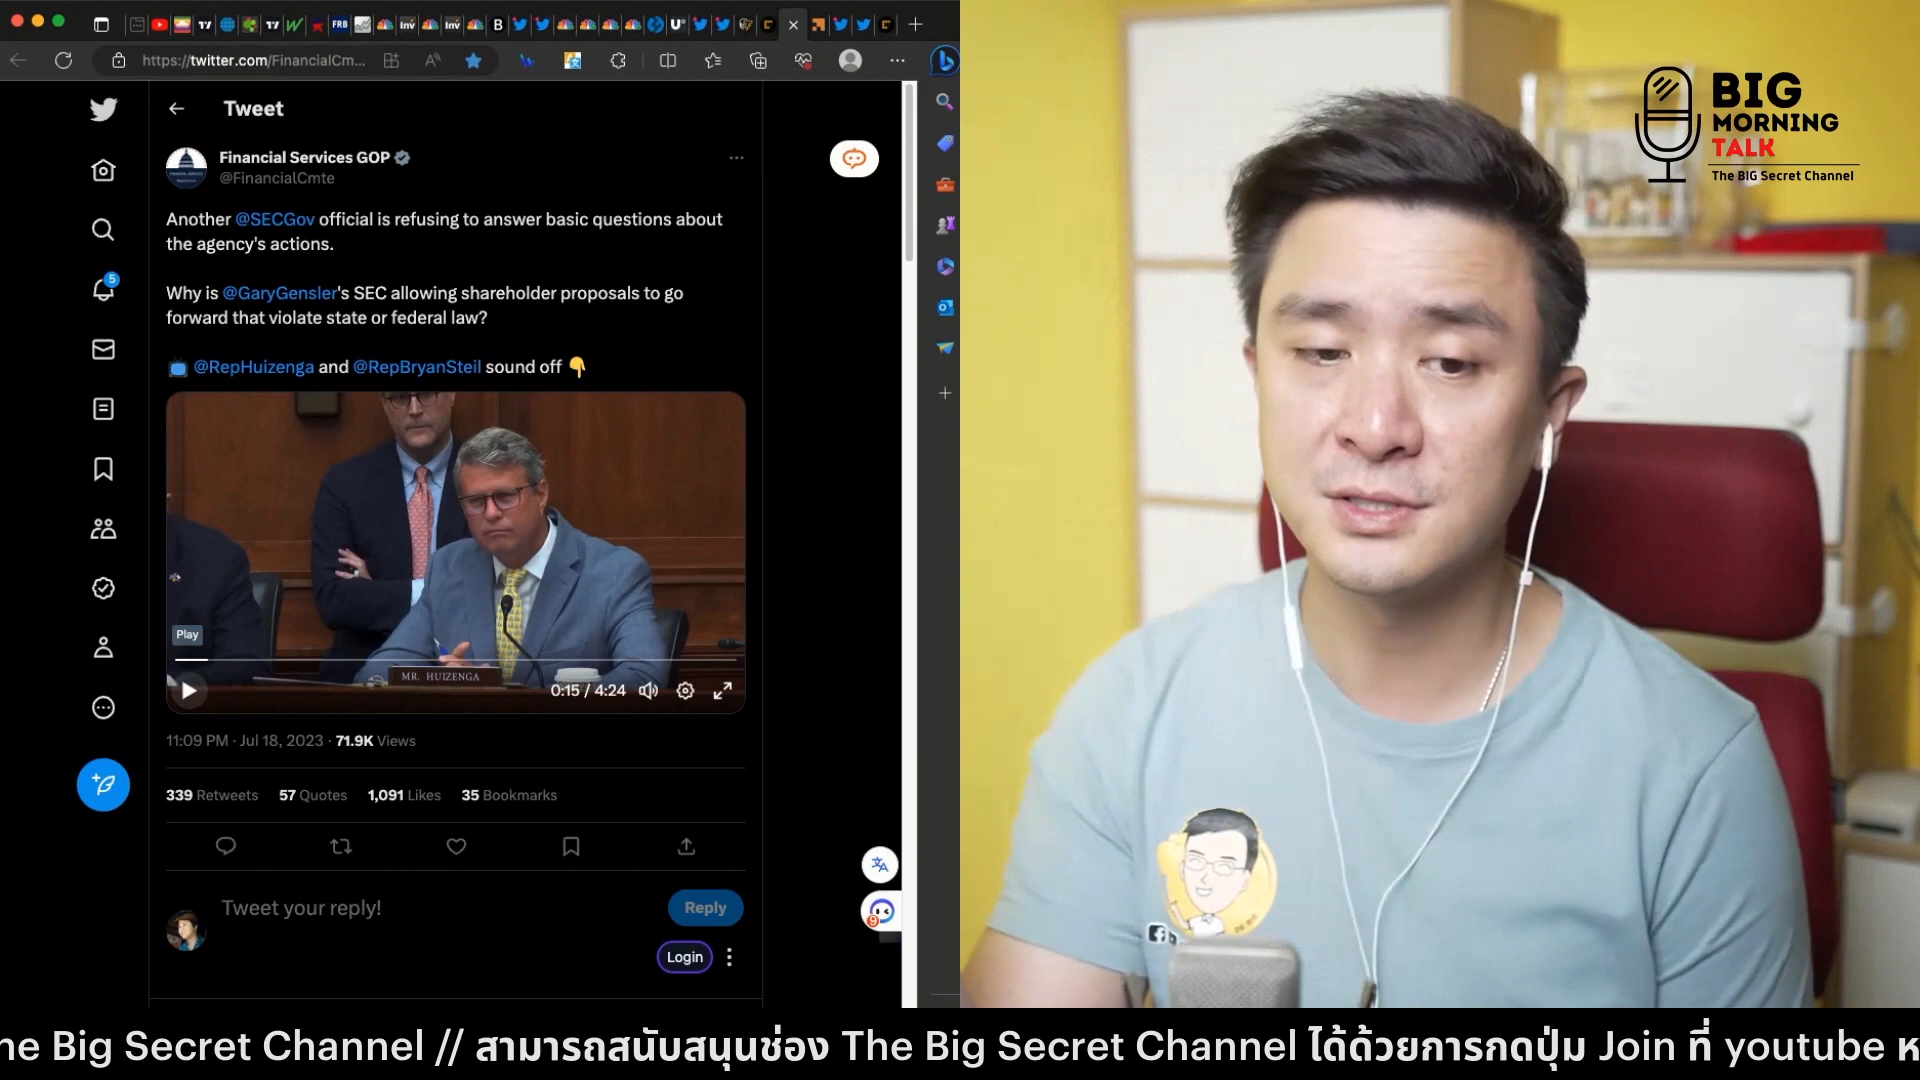 https://twitter.com/FinancialCm...
Tweet
Financial Services GOP
@FinancialCmte
Another @SECGov official is refusing to answer basic questions about
the agency's actions.
Why is @GaryGensler's SEC allowing shareholder proposals to go
forward that violate state or federal law?
@RepHuizenga and @RepBryanSteil sound off
Play
MR. HUIZENGA
0:15 / 4:24
11:09 PM · Jul 18, 2023 · 71.9K Views
339 Retweets 57 Quotes 1,091 Likes 35 Bookmarks
Tweet your reply!
Reply
Login
5
9
FRB
BIG
MORNING
TALK
The BIG Secret Channel
he Big Secret Channel // สามารถสนับสนุนช่อง The Big Secret Channel ได้ด้วยการกดปุ่ม Join ที่ youtube ห